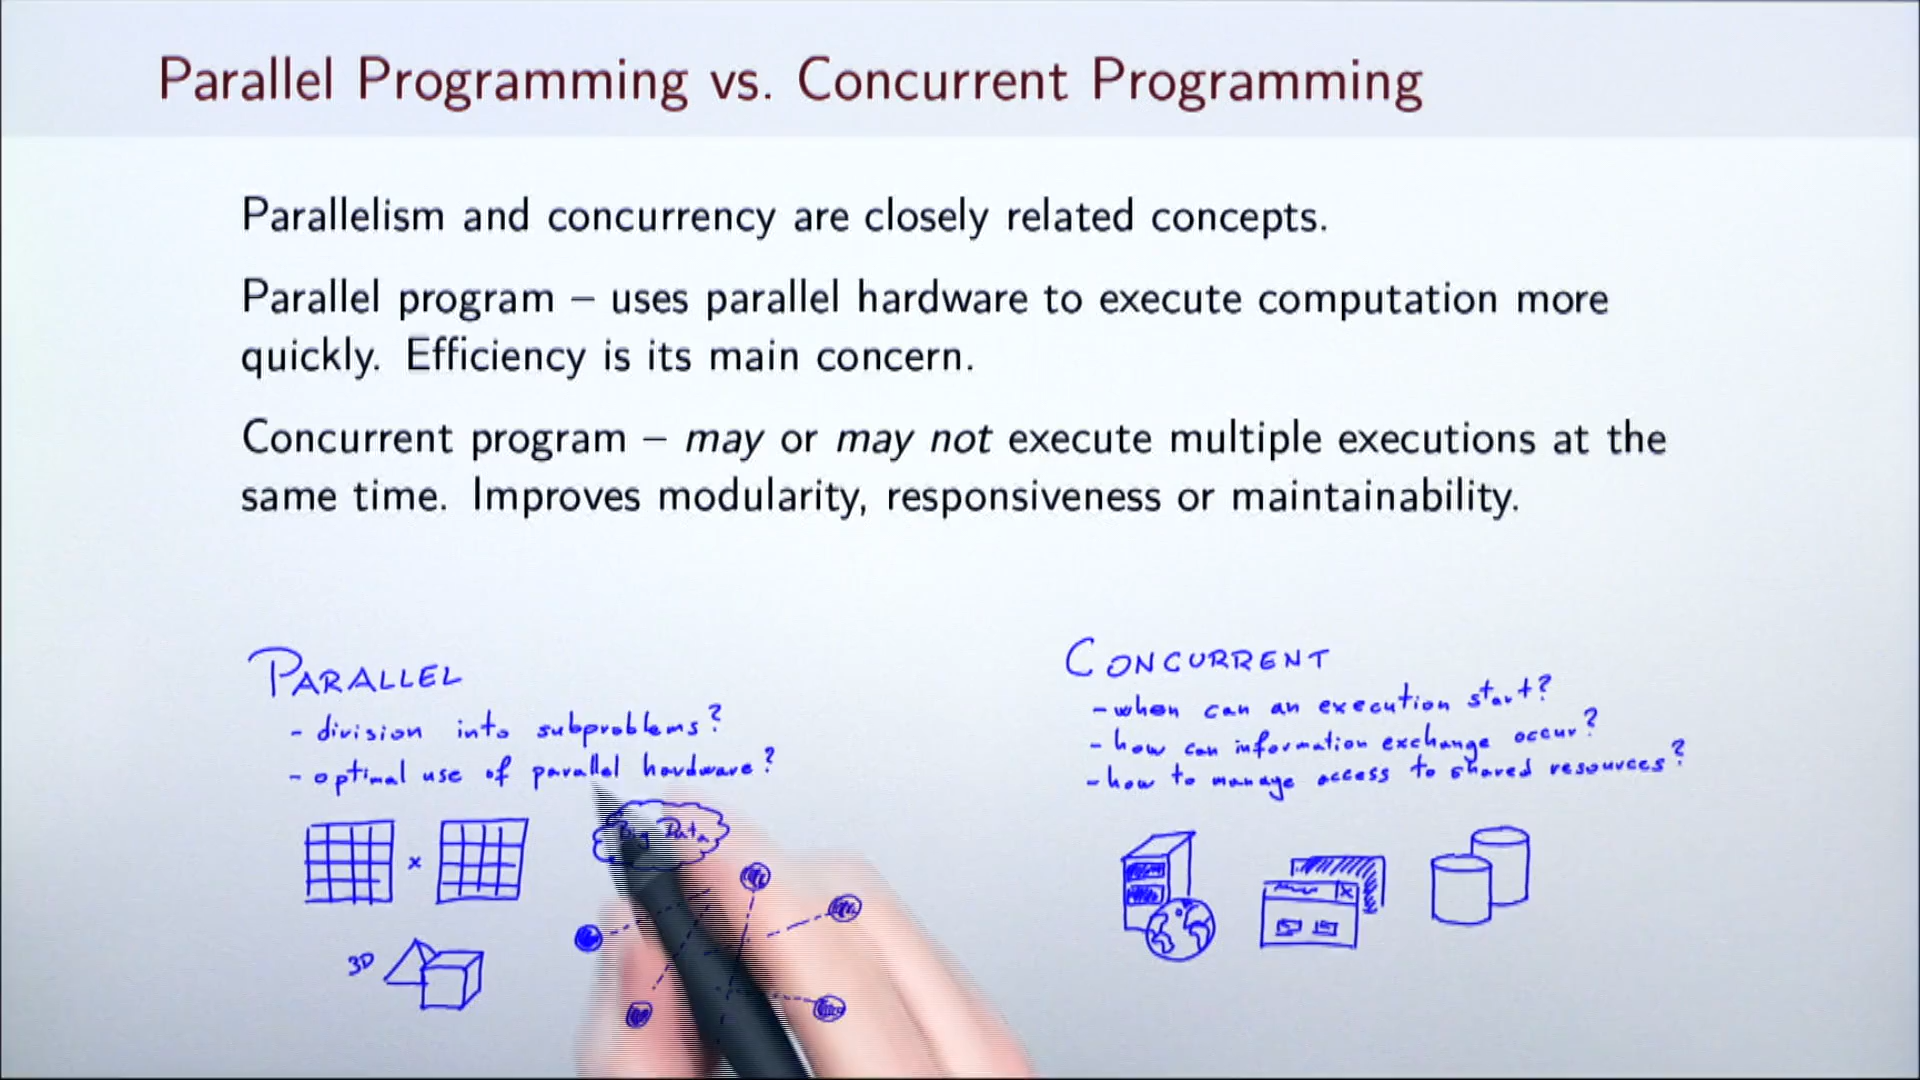 Parallel Programming vs. Concurrent Programming
Parallelism and concurrency are closely related concepts.
Parallel program – uses parallel hardware to execute computation more
quickly. Efficiency is its main concern.
Concurrent program – may or may not execute multiple executions at the
same time. Improves modularity, responsiveness or maintainability.
PARALLEL
- division into subproblems?
- optimal use of parallel hardware?
x
Big Data
3D
CONCURRENT
- when can an execution start?
- how can information exchange occur?
- how to manage access to shared resources?
X